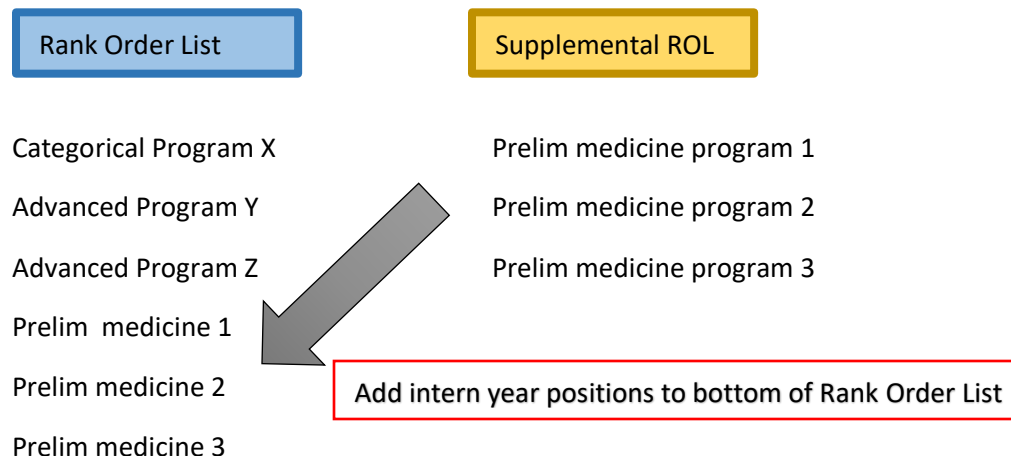 Rank Order List
Supplemental ROL
Categorical Program X
Advanced Program Y
Advanced Program Z
Prelim  medicine 1
Prelim medicine 2
Prelim medicine 3
Prelim medicine program 1
Prelim medicine program 2
Prelim medicine program 3
Add intern year positions to bottom of Rank Order List